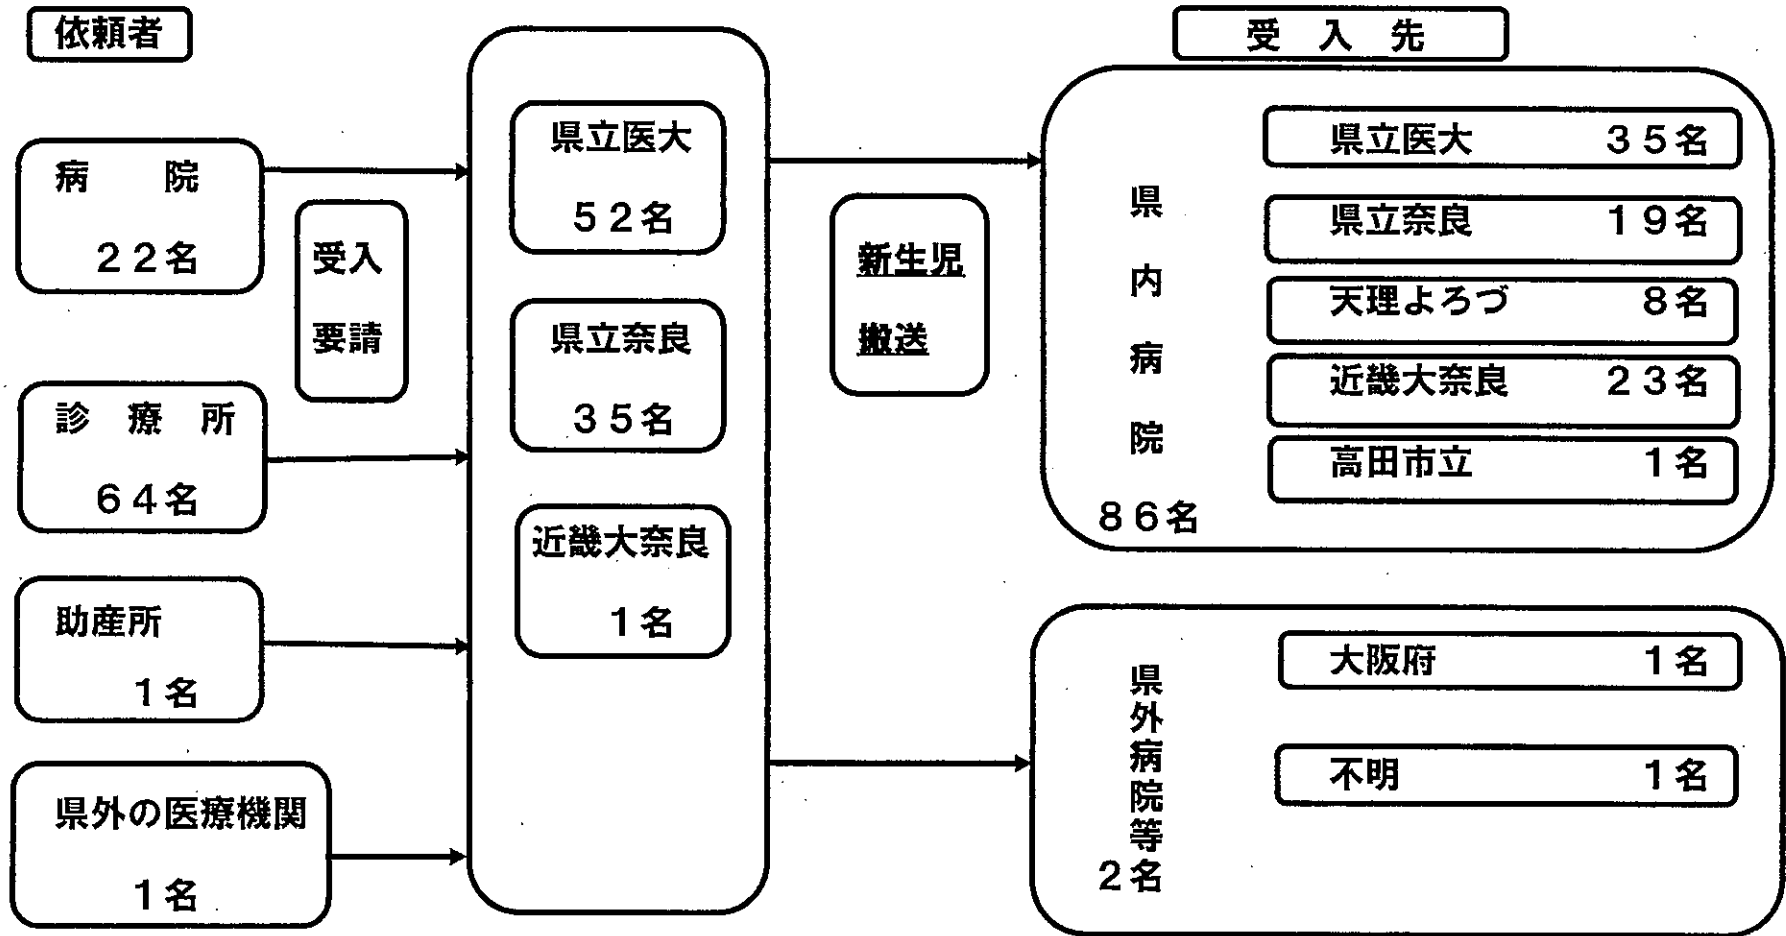 依頼者
病　院
２２名
診　療　所
６４名
助産所
１名
県外の医療機関
１名
受入
要請
県立医大
５２名
県立奈良
３５名
近畿大奈良
１名
新生児
搬送
受　入　先
県内病院
８６名
県立医大　３５名
県立奈良　１９名
天理よろづ　８名
近畿大奈良　２３名
高田市立　１名
県外病院等
２名
大阪府　１名
不明　１名